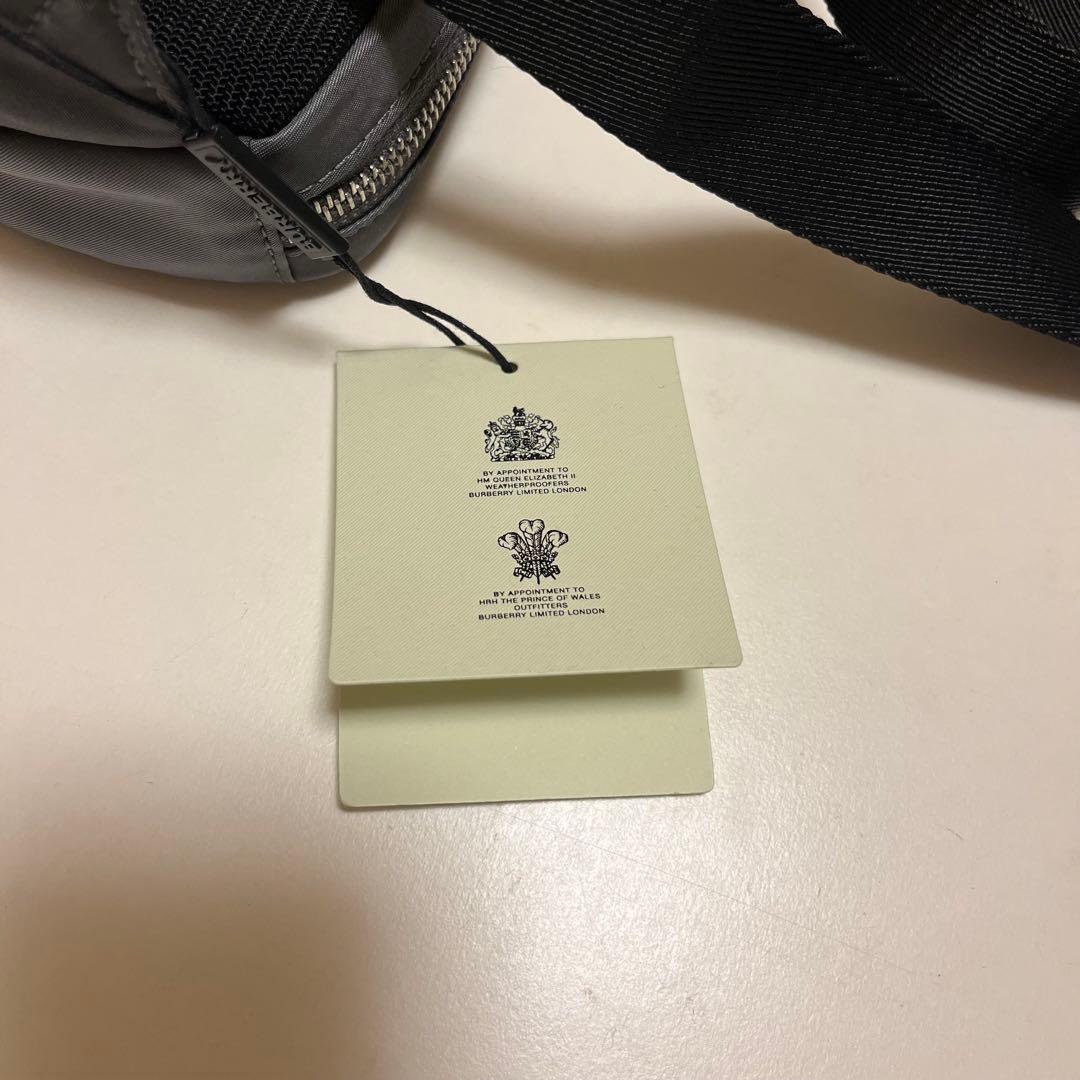 BURBERRY
BY APPOINTMENT TO
HM QUEEN ELIZABETH II
WEATHERPROOFERS
BURBERRY LIMITED LONDON
BY APPOINTMENT TO
HRH THE PRINCE OF WALES
OUTFITTERS
BURBERRY LIMITED LONDON